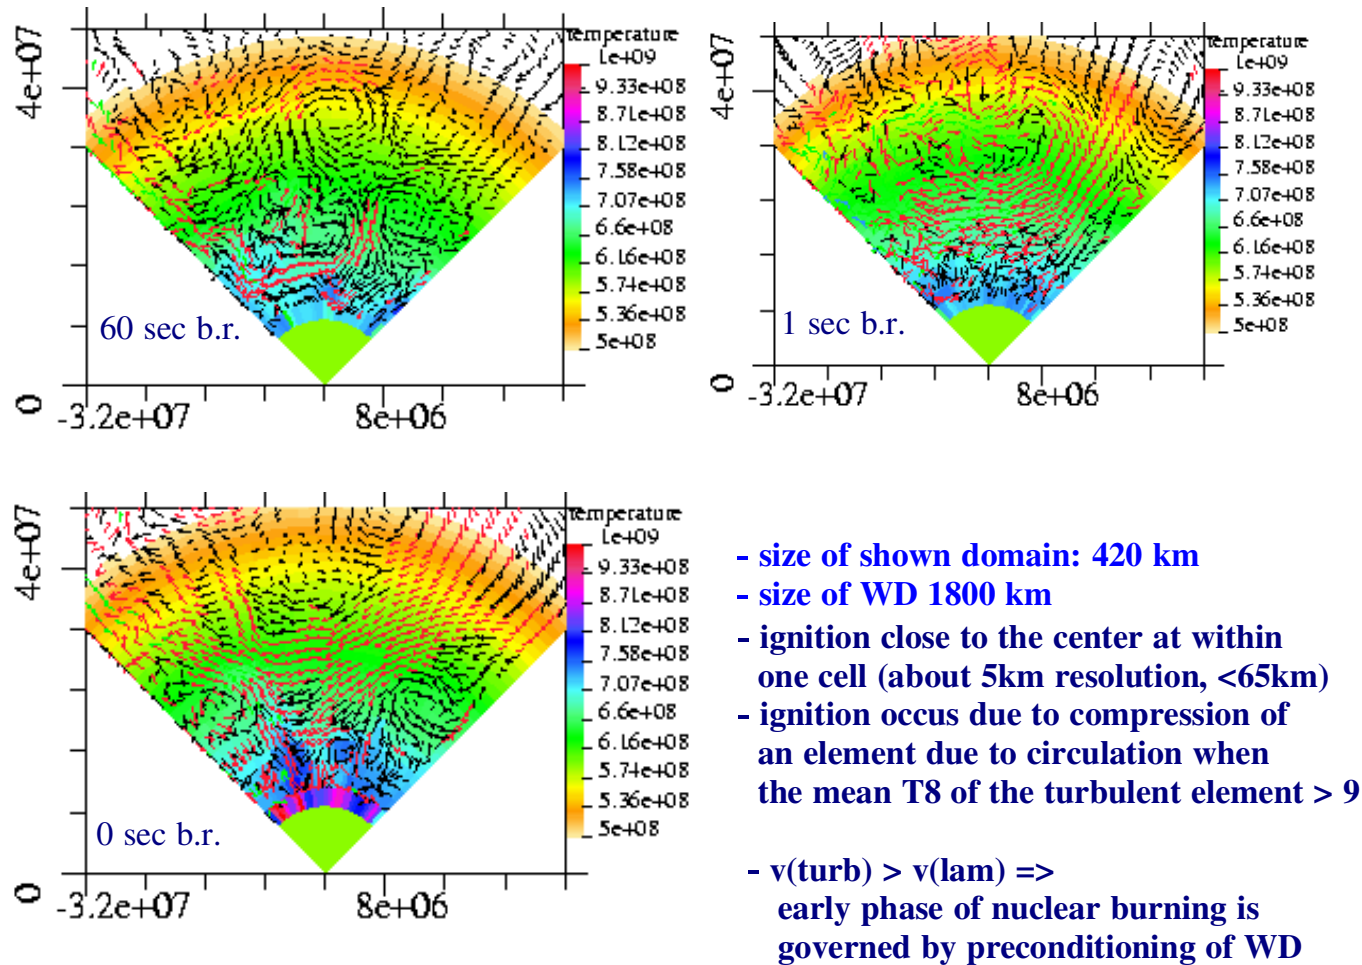 4e+07
0
-3.2e+07 8e+06
60 sec b.r.
temperature
1e+09
9.33e+08
8.71e+08
8.12e+08
7.58e+08
7.07e+08
6.6e+08
6.16e+08
5.74e+08
5.36e+08
5e+08
4e+07
0
-3.2e+07 8e+06
1 sec b.r.
temperature
1e+09
9.33e+08
8.71e+08
8.12e+08
7.58e+08
7.07e+08
6.6e+08
6.16e+08
5.74e+08
5.36e+08
5e+08
4e+07
0
-3.2e+07 8e+06
0 sec b.r.
temperature
1e+09
9.33e+08
8.71e+08
8.12e+08
7.58e+08
7.07e+08
6.6e+08
6.16e+08
5.74e+08
5.36e+08
5e+08
- size of shown domain: 420 km
- size of WD 1800 km
- ignition close to the center at within
one cell (about 5km resolution, <65km)
- ignition occus due to compression of
an element due to circulation when
the mean T8 of the turbulent element > 9
- v(turb) > v(lam) =>
early phase of nuclear burning is
governed by preconditioning of WD